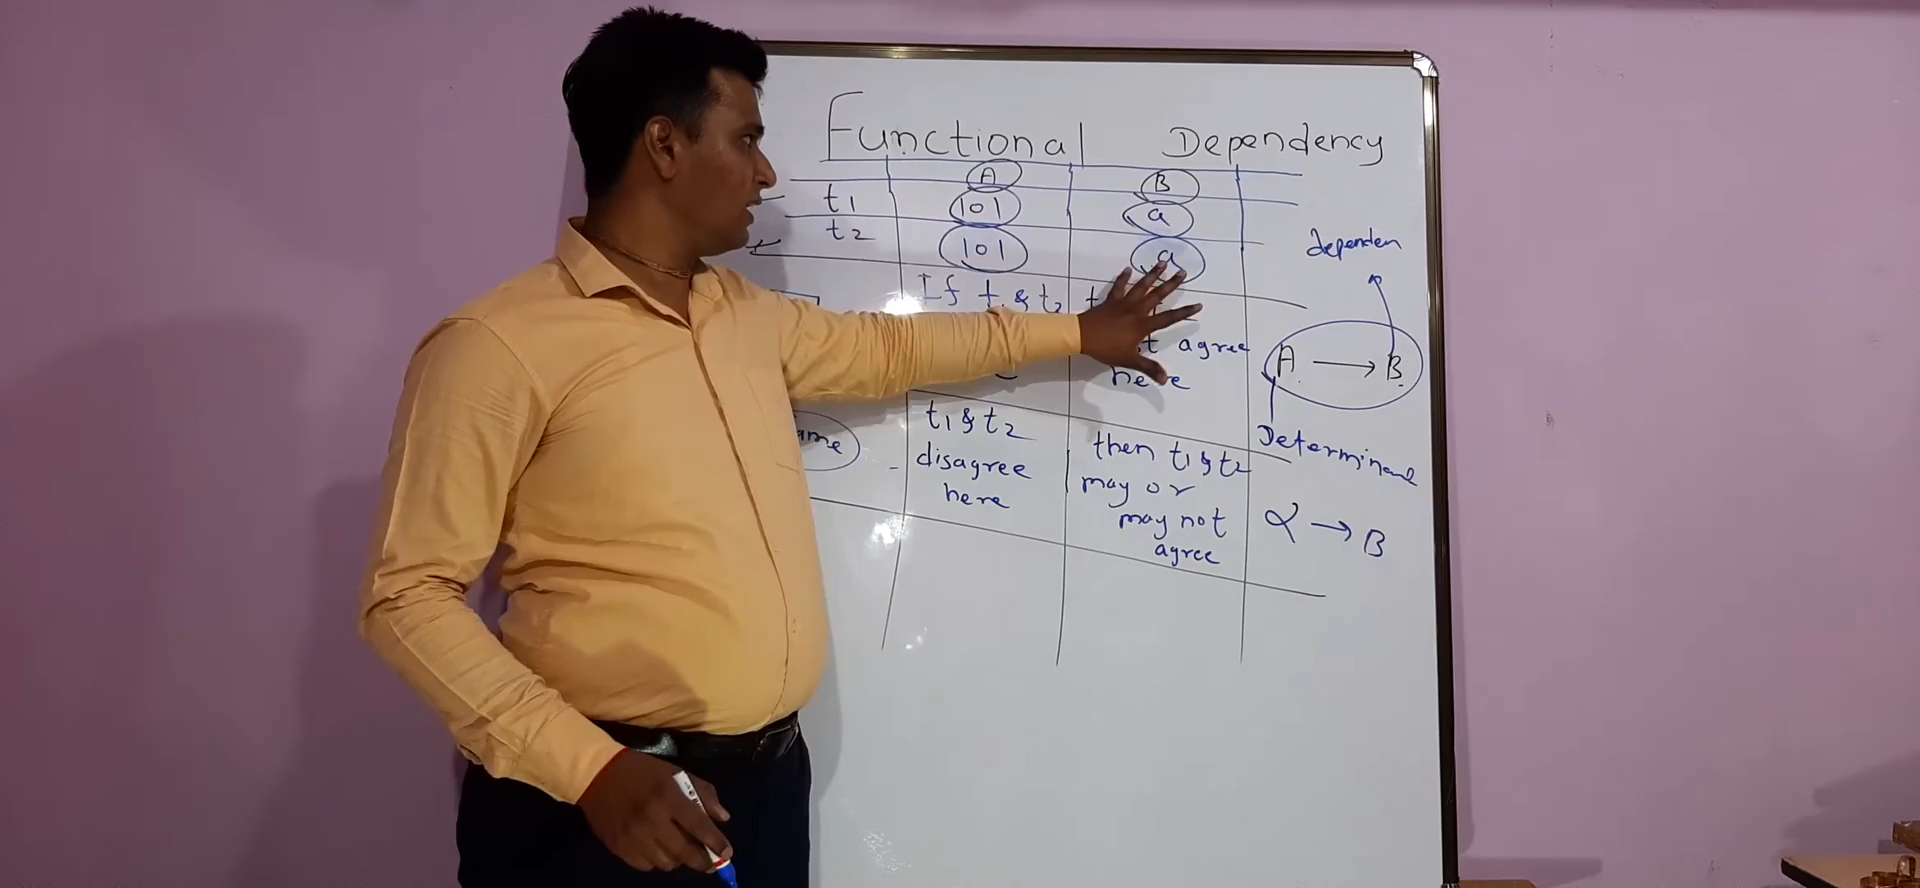 Functional Dependency
A B
t1 101 a
t2 101 a
dependen
If t1 & t2
agree
here
A → B
t1 & t2
disagree
here
then t1 & t2
may or
may not
agree
Determinant
α → B